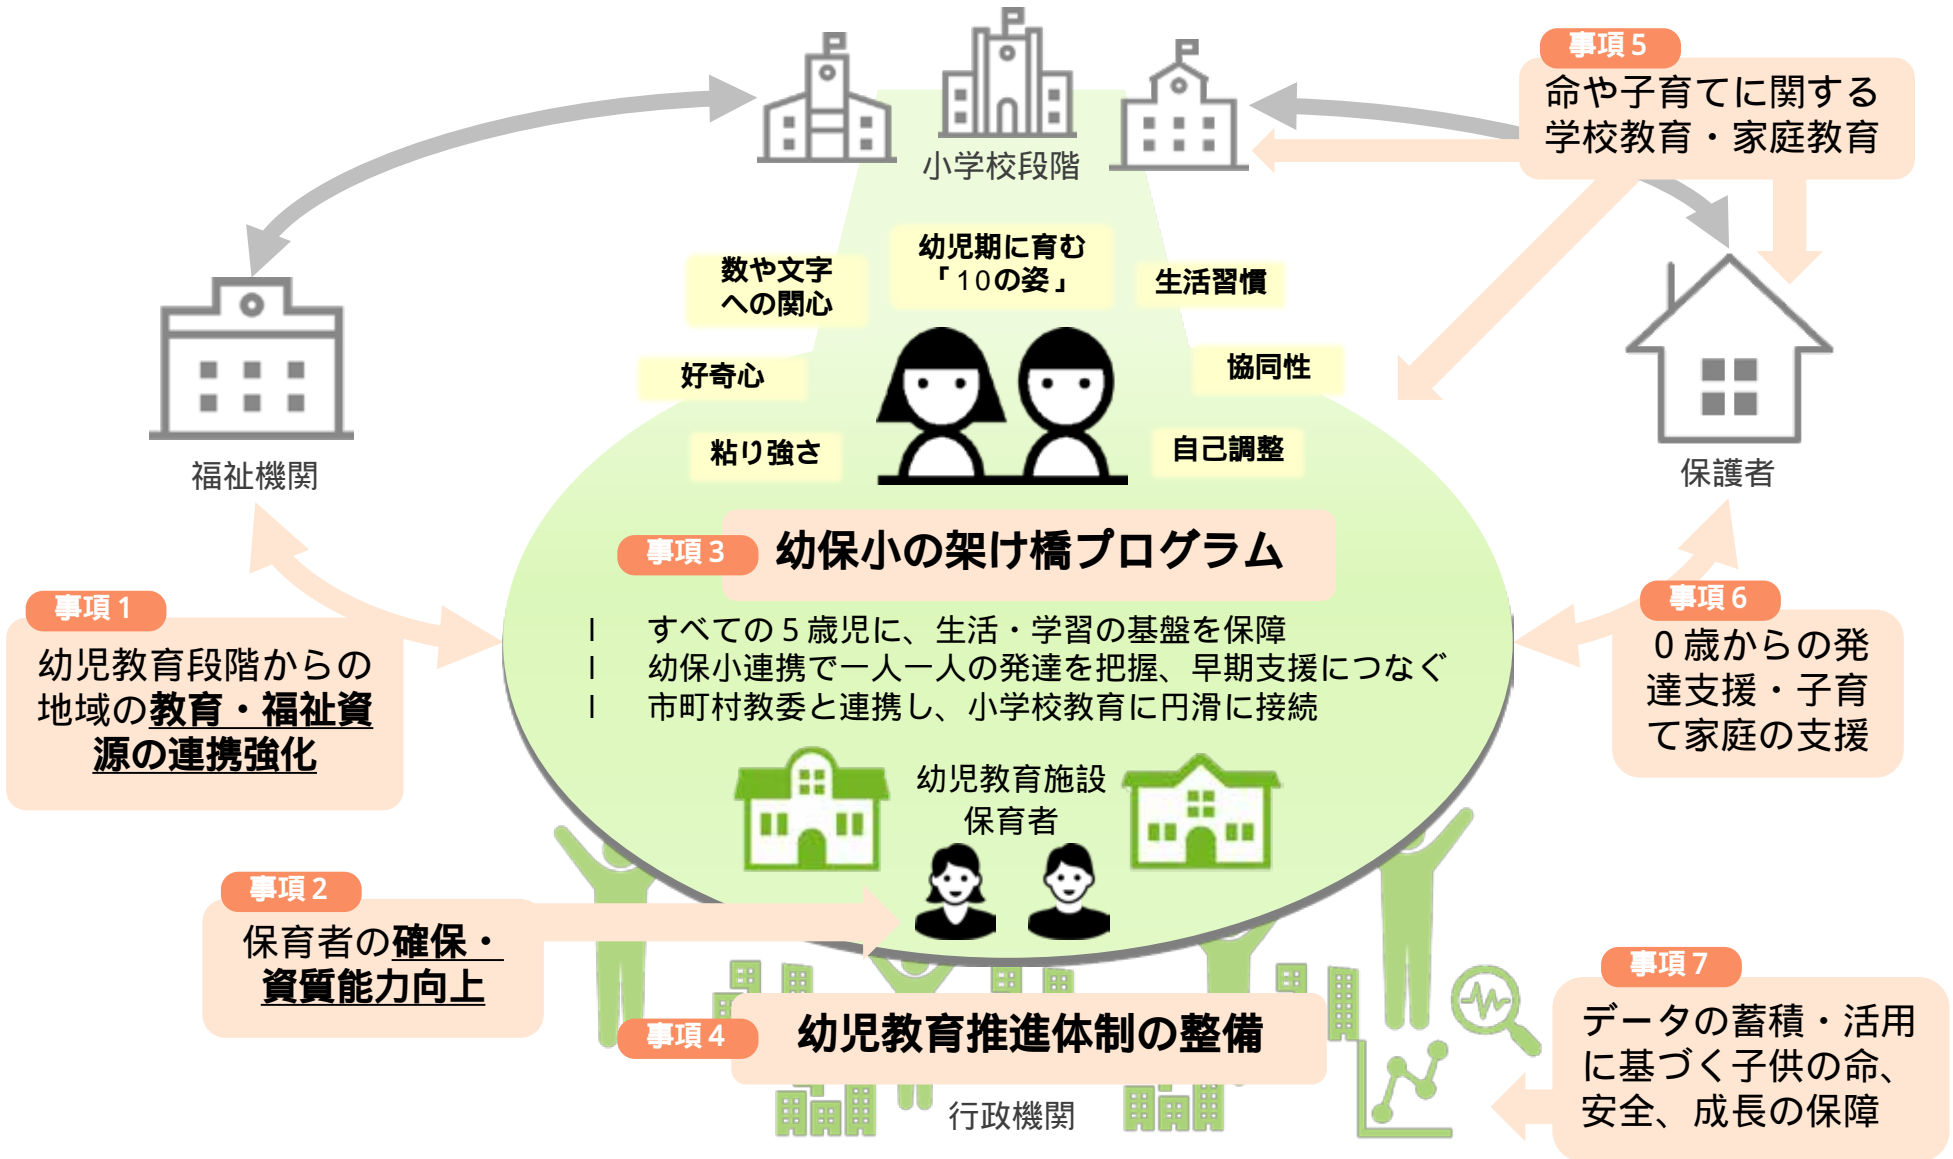 事項5
命や子育てに関する
学校教育・家庭教育
小学校段階
幼児期に育む
「10の姿」
数や文字
への関心
生活習慣
好奇心
協同性
粘り強さ
自己調整
福祉機関
保護者
事項3
幼保小の架け橋プログラム
l すべての5歳児に、生活・学習の基盤を保障
l 幼保小連携で一人一人の発達を把握、早期支援につなぐ
l 市町村教委と連携し、小学校教育に円滑に接続
事項1
幼児教育段階からの
地域の教育・福祉資
源の連携強化
事項6
0歳からの発
達支援・子育
て家庭の支援
幼児教育施設
保育者
事項2
保育者の確保・
資質能力向上
事項4
幼児教育推進体制の整備
行政機関
事項7
データの蓄積・活用
に基づく子供の命、
安全、成長の保障